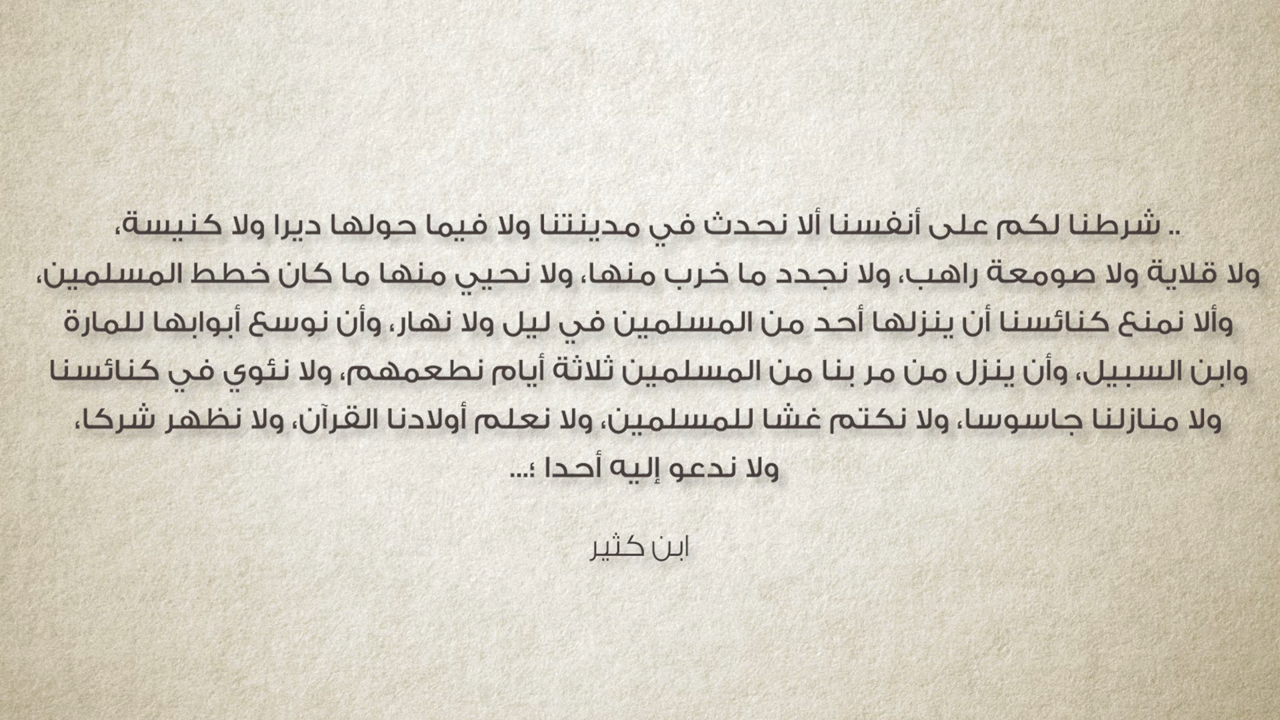 .. شرطنا لكم على أنفسنا ألا نحدث في مدينتنا ولا فيما حولها ديرا ولا كنيسة،
ولا قلاية ولا صومعة راهب، ولا نجدد ما خرب منها، ولا نحيي منها ما كان خطط المسلمين،
وألا نمنع كنائسنا أن ينزلها أحد من المسلمين في ليل ولا نهار، وأن نوسع أبوابها للمارة
وابن السبيل، وأن ينزل من مر بنا من المسلمين ثلاثة أيام نطعمهم، ولا نئوي في كنائسنا
ولا منازلنا جاسوسا، ولا نكتم غشا للمسلمين، ولا نعلم أولادنا القرآن، ولا نظهر شركا،
ولا ندعو إليه أحدا ؛...
ابن كثير